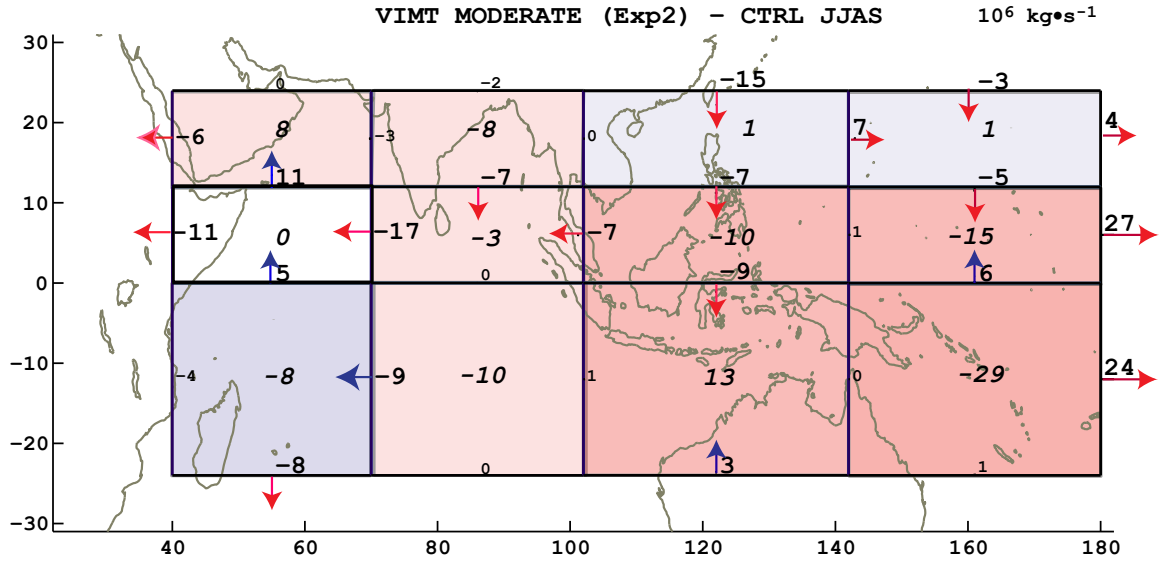 VIMT MODERATE (Exp2) – CTRL JJAS 10⁶ kg•s⁻¹
30
0 −2 −15 −3
20 −6 8 −3 −8 0 1 7 1 4
11 −7 −7 −5
10
−11 0 −17 −3 −7 −10 1 −15 27
0 5 0 −9 6
−10 −4 −8 −9 −10 1 13 0 −29 24
−20
−8 0 3 1
−30
40 60 80 100 120 140 160 180